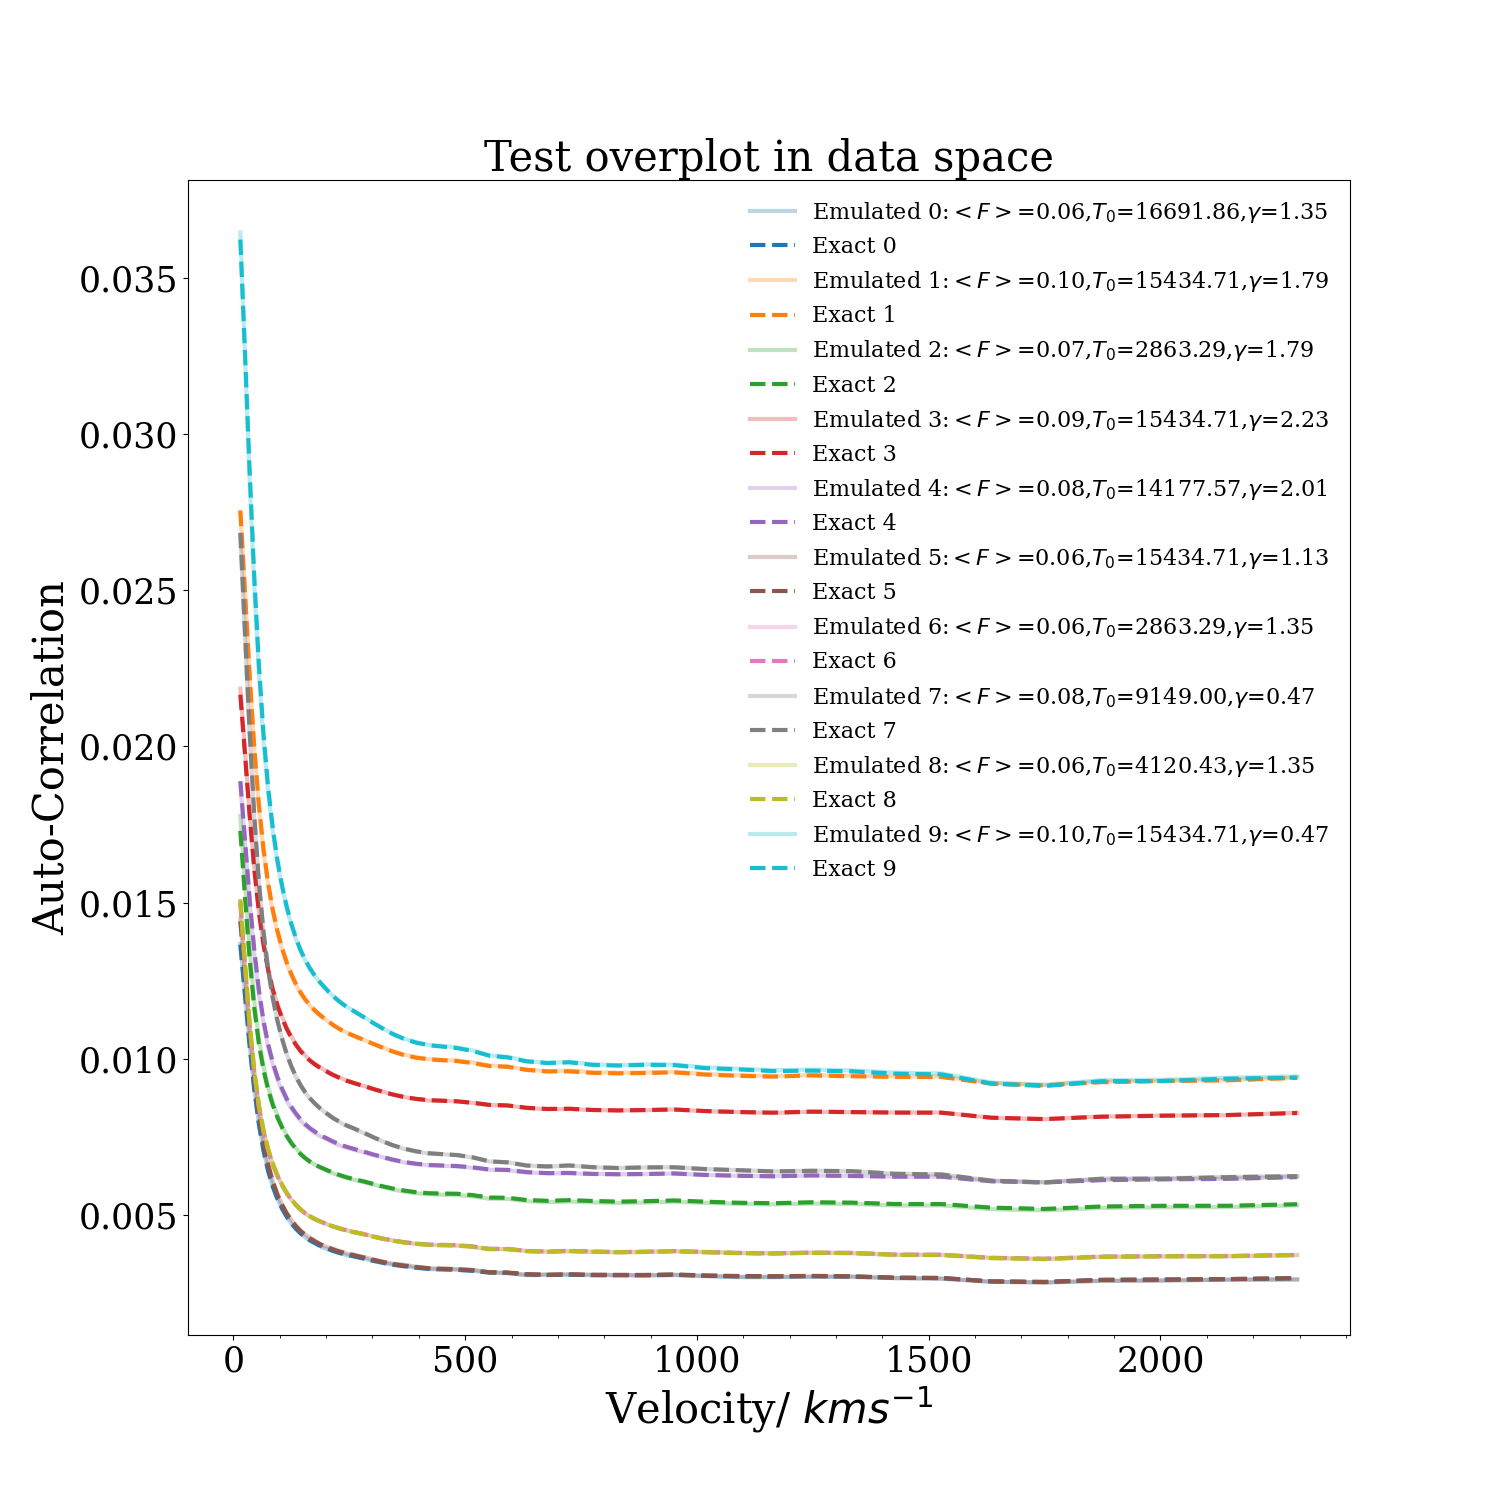 Test overplot in data space
Emulated 0: < F > =0.06,T₀=16691.86,γ=1.35
Exact 0
Emulated 1: < F > =0.10,T₀=15434.71,γ=1.79
Exact 1
Emulated 2: < F > =0.07,T₀=2863.29,γ=1.79
Exact 2
Emulated 3: < F > =0.09,T₀=15434.71,γ=2.23
Exact 3
Emulated 4: < F > =0.08,T₀=14177.57,γ=2.01
Exact 4
Emulated 5: < F > =0.06,T₀=15434.71,γ=1.13
Exact 5
Emulated 6: < F > =0.06,T₀=2863.29,γ=1.35
Exact 6
Emulated 7: < F > =0.08,T₀=9149.00,γ=0.47
Exact 7
Emulated 8: < F > =0.06,T₀=4120.43,γ=1.35
Exact 8
Emulated 9: < F > =0.10,T₀=15434.71,γ=0.47
Exact 9
Auto-Correlation
0.035
0.030
0.025
0.020
0.015
0.010
0.005
0 500 1000 1500 2000
Velocity/ kms⁻¹